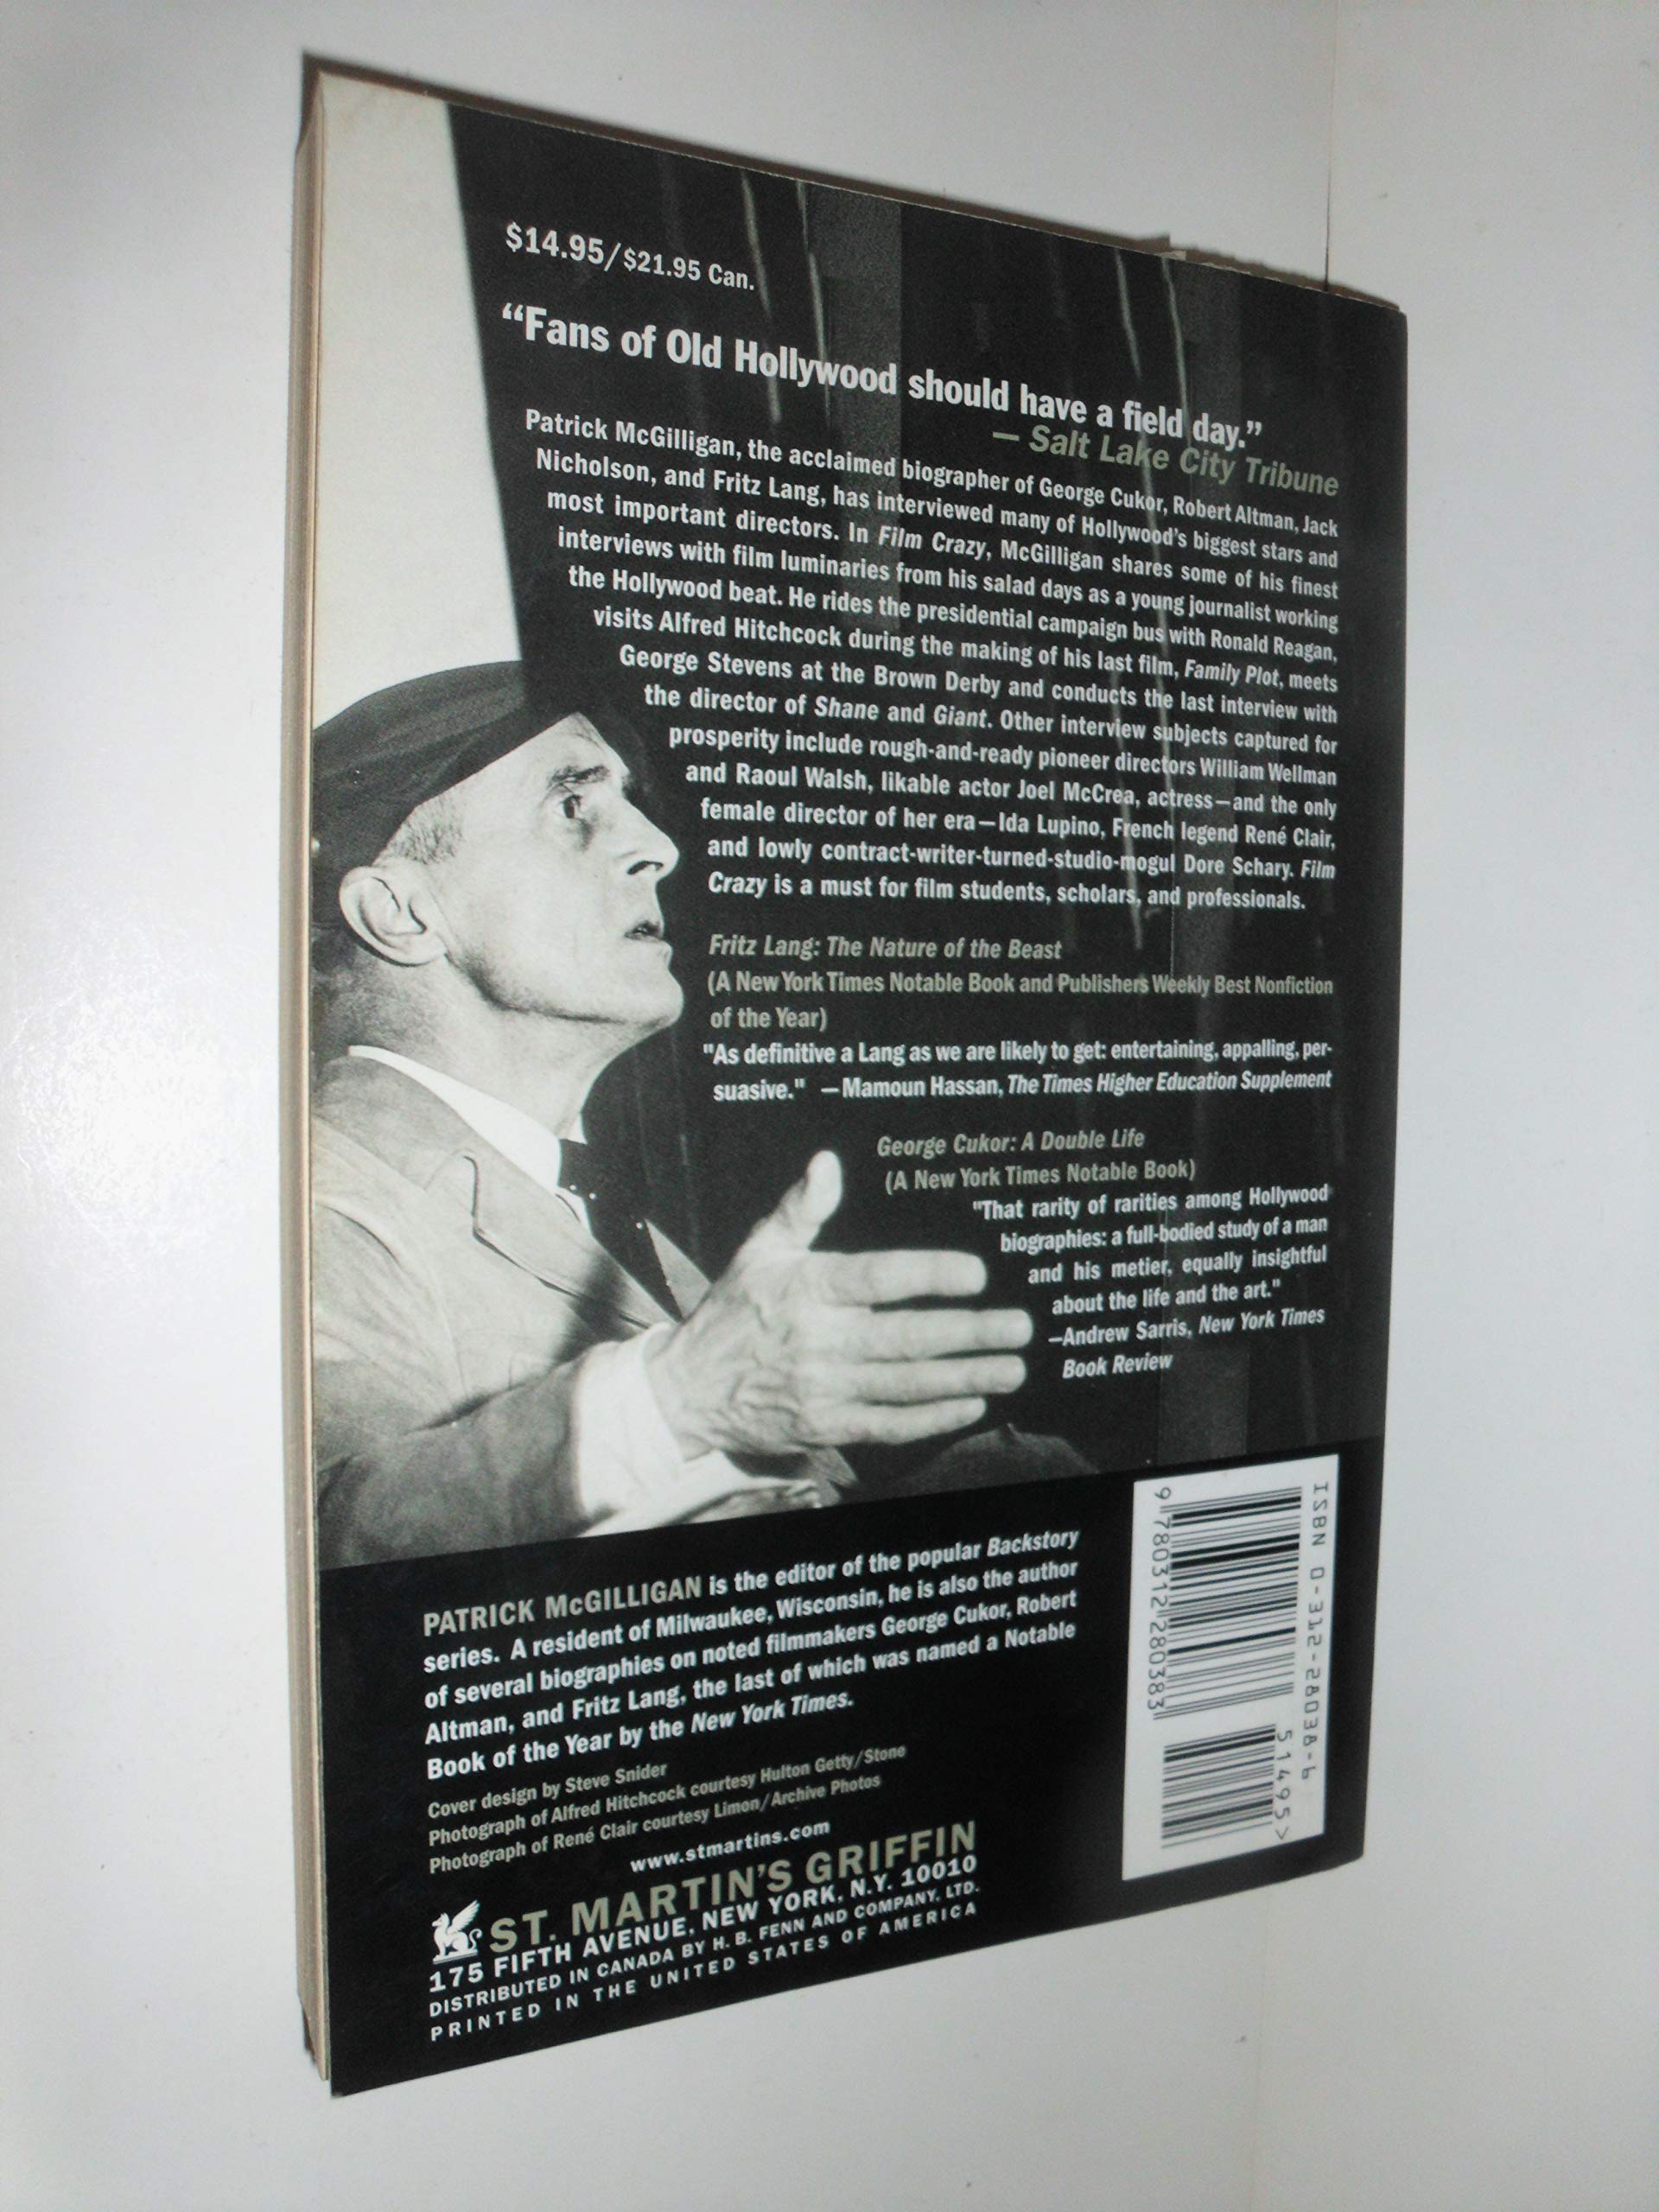 $14.95/$21.95 Can.
“Fans of Old Hollywood should have a field day.”
— Salt Lake City Tribune
Patrick McGilligan, the acclaimed biographer of George Cukor, Robert Altman, Jack
Nicholson, and Fritz Lang, has interviewed many of Hollywood's biggest stars and
most important directors. In Film Crazy, McGilligan shares some of his finest
interviews with film luminaries from his salad days as a young journalist working
the Hollywood beat. He rides the presidential campaign bus with Ronald Reagan,
visits Alfred Hitchcock during the making of his last film, Family Plot, meets
George Stevens at the Brown Derby and conducts the last interview with
the director of Shane and Giant. Other interview subjects captured for
prosperity include rough-and-ready pioneer directors William Wellman
and Raoul Walsh, likable actor Joel McCrea, actress—and the only
female director of her era—Ida Lupino, French legend René Clair,
and lowly contract-writer-turned-studio-mogul Dore Schary. Film
Crazy is a must for film students, scholars, and professionals.
Fritz Lang: The Nature of the Beast
(A New York Times Notable Book and Publishers Weekly Best Nonfiction
of the Year)
"As definitive a Lang as we are likely to get: entertaining, appalling, per-
suasive." —Mamoun Hassan, The Times Higher Education Supplement
George Cukor: A Double Life
(A New York Times Notable Book)
"That rarity of rarities among Hollywood
biographies: a full-bodied study of a man
and his metier, equally insightful
about the life and the art."
—Andrew Sarris, New York Times
Book Review
PATRICK McGILLIGAN is the editor of the popular Backstory
series. A resident of Milwaukee, Wisconsin, he is also the author
of several biographies on noted filmmakers George Cukor, Robert
Altman, and Fritz Lang, the last of which was named a Notable
Book of the Year by the New York Times.
Cover design by Steve Snider
Photograph of Alfred Hitchcock courtesy Hulton Getty/Stone
Photograph of René Clair courtesy Limon/Archive Photos
www.stmartins.com
ST. MARTIN'S GRIFFIN
175 FIFTH AVENUE, NEW YORK, N.Y. 10010
DISTRIBUTED IN CANADA BY H. B. FENN AND COMPANY, LTD.
PRINTED IN THE UNITED STATES OF AMERICA
ISBN 0-312-28038-6
51495>
9 780312 280383